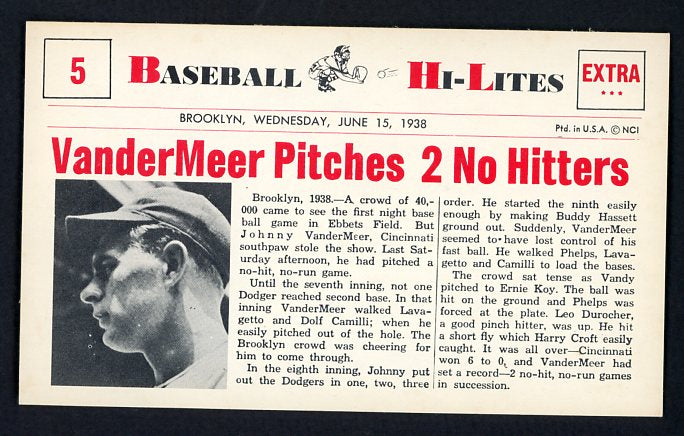 5
BASEBALL HI-LITES
EXTRA
BROOKLYN, WEDNESDAY, JUNE 15, 1938
Ptd. in U.S.A. © NCI
VanderMeer Pitches 2 No Hitters
Brooklyn, 1938.—A crowd of 40,-
000 came to see the first night base
ball game in Ebbets Field. But
Johnny VanderMeer, Cincinnati
southpaw stole the show. Last Sat-
urday afternoon, he had pitched a
no-hit, no-run game.
Until the seventh inning, not one
Dodger reached second base. In that
inning VanderMeer walked Lava-
getto and Dolf Camilli; when he
easily pitched out of the hole. The
Brooklyn crowd was cheering for
him to come through.
In the eighth inning, Johnny put
out the Dodgers in one, two, three
order. He started the ninth easily
enough by making Buddy Hassett
ground out. Suddenly, VanderMeer
seemed to have lost control of his
fast ball. He walked Phelps, Lava-
getto and Camilli to load the bases.
The crowd sat tense as Vandy
pitched to Ernie Koy. The ball was
hit on the ground and Phelps was
forced at the plate. Leo Durocher,
a good pinch hitter, was up. He hit
a short fly which Harry Croft easily
caught. It was all over—Cincinnati
won 6 to 0, and VanderMeer had
set a record—2 no-hit, no-run games
in succession.